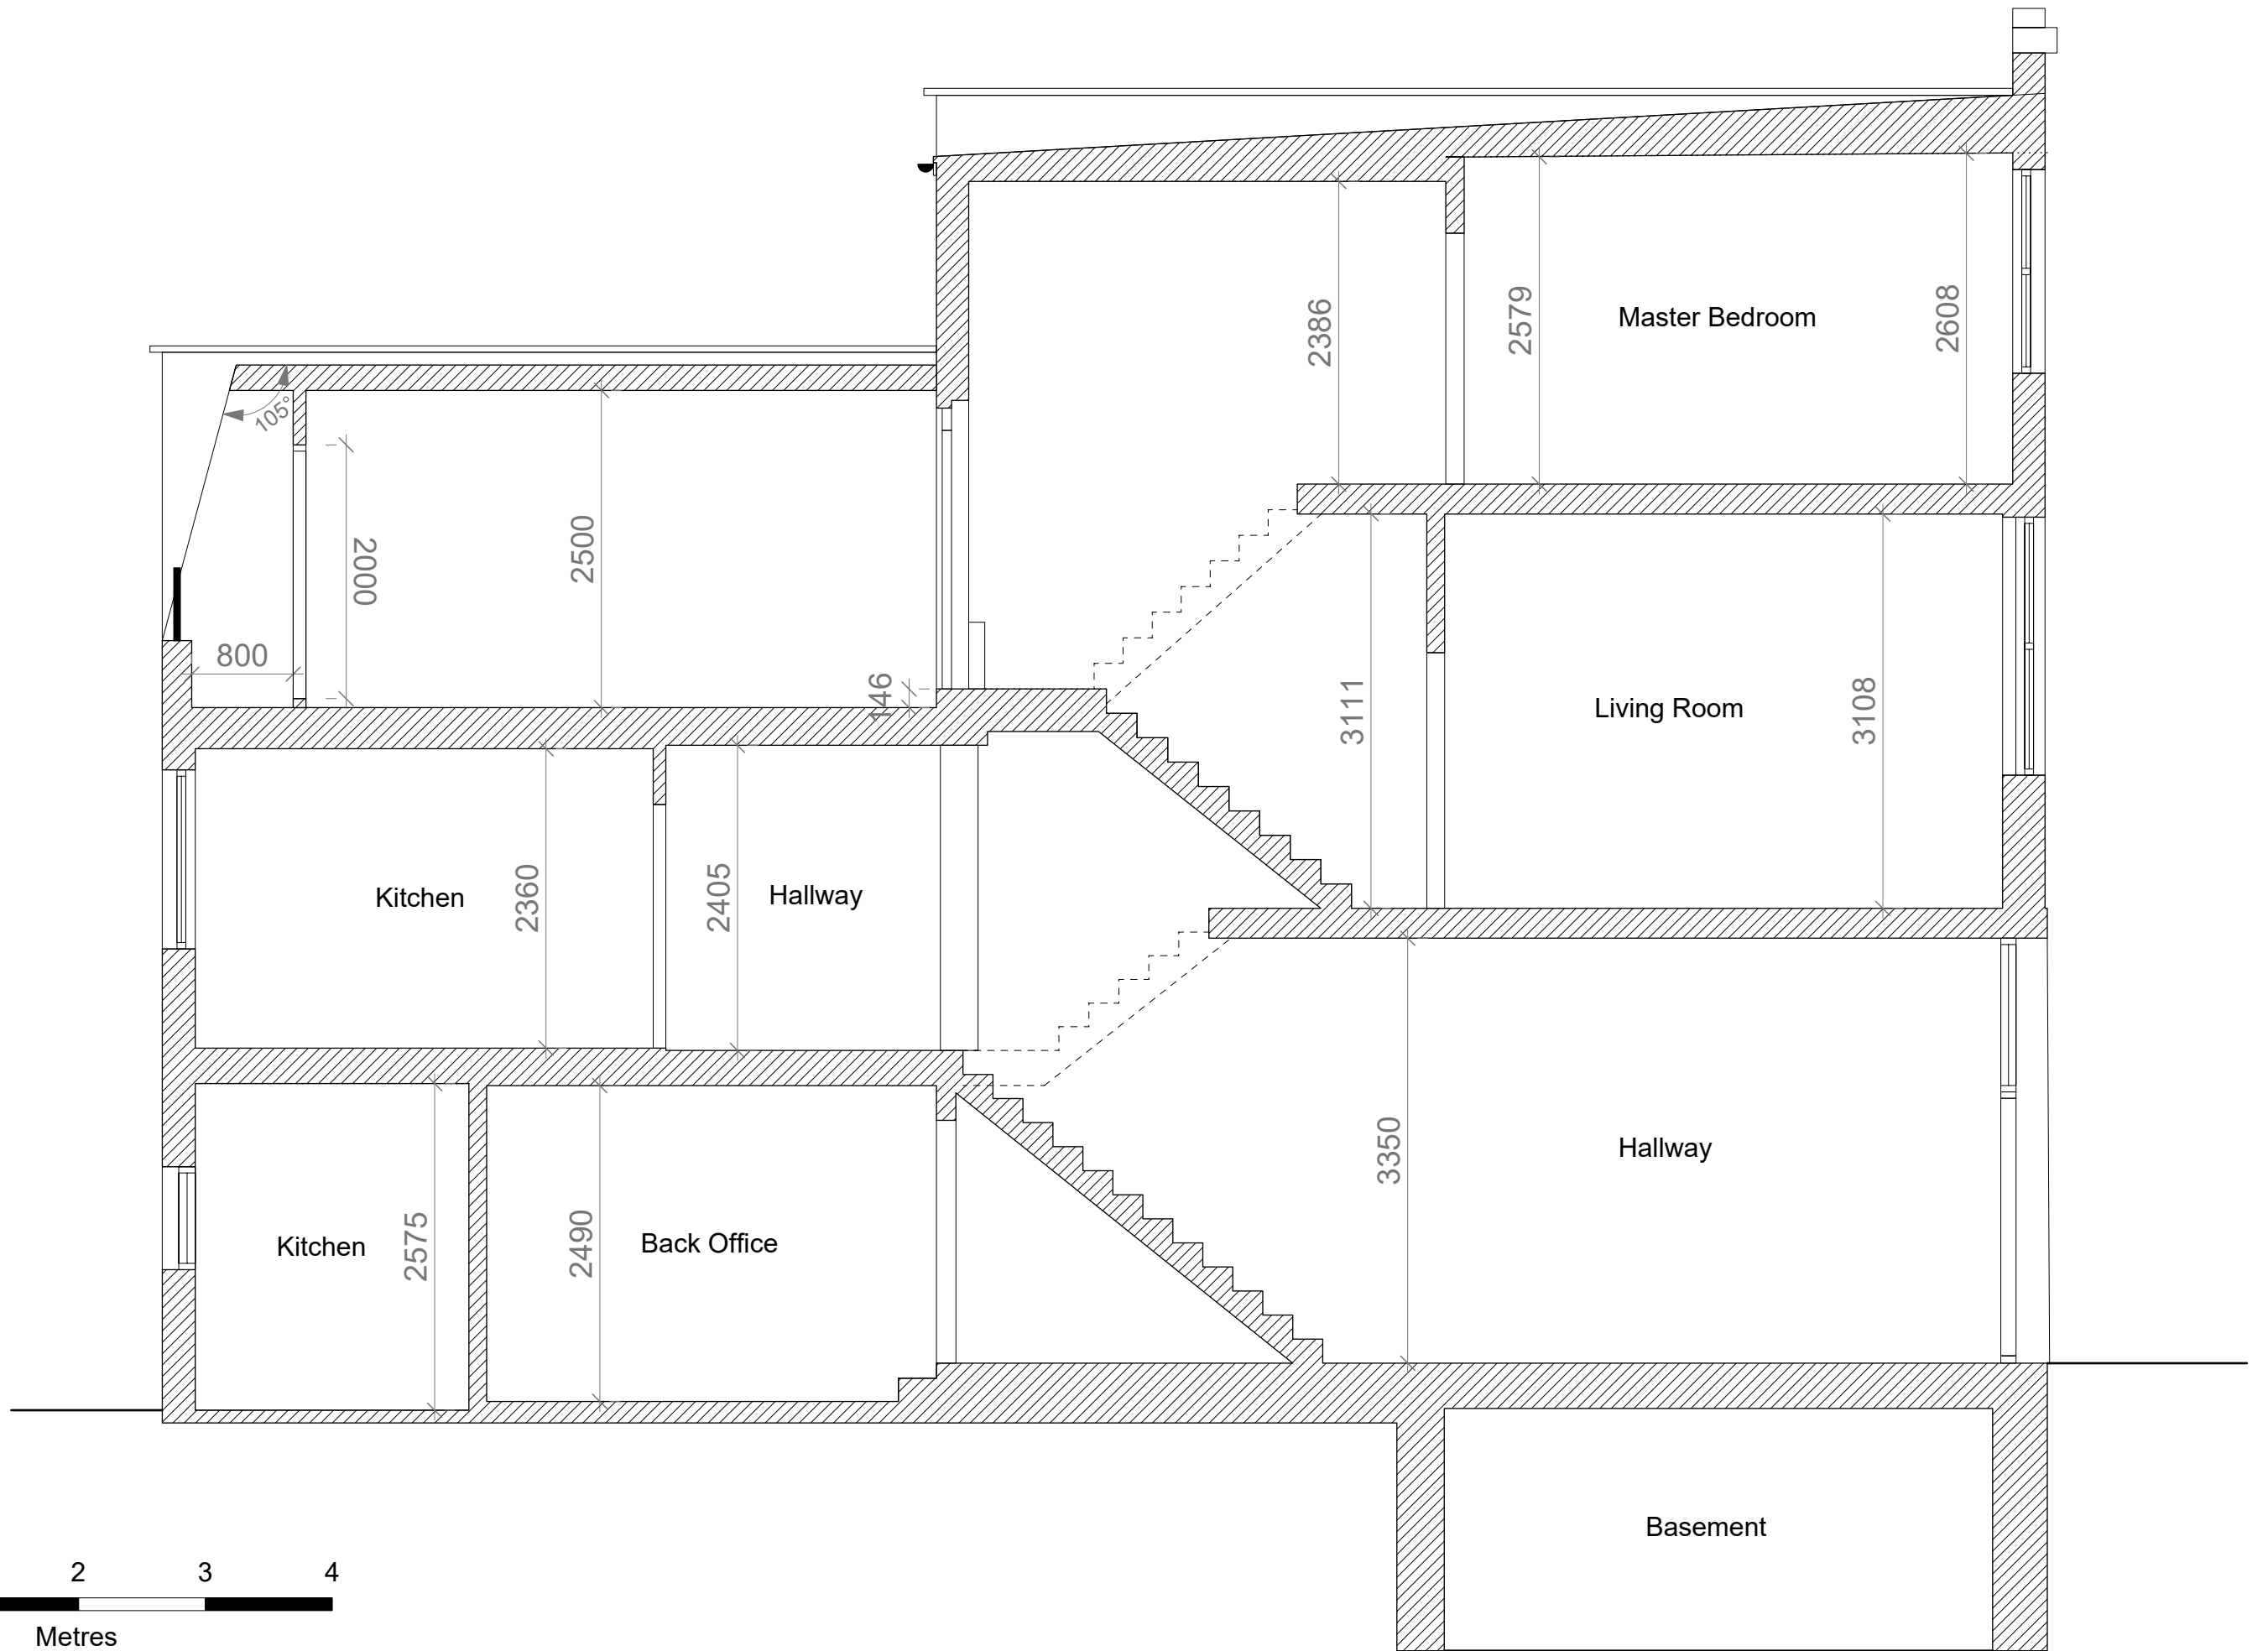 2386
2579
Master Bedroom
2608
105°
2000
2500
800
146
3111
Living Room
3108
Kitchen
2360
2405
Hallway
3350
Hallway
Kitchen
2575
2490
Back Office
Basement
2 3 4
Metres